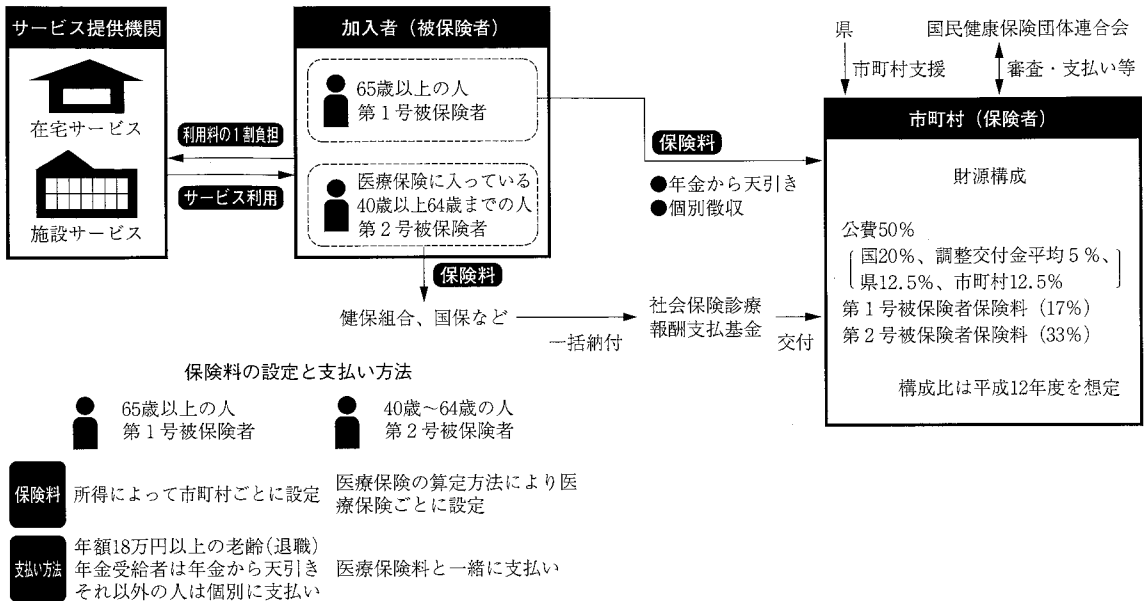 サービス提供機関
在宅サービス
施設サービス
利用料の1割負担
サービス利用
加入者（被保険者）
65歳以上の人
第1号被保険者
医療保険に入っている
40歳以上64歳までの人
第2号被保険者
保険料
●年金から天引き
●個別徴収
保険料
健保組合、国保など
一括納付
社会保険診療
報酬支払基金
交付
県
市町村支援
国民健康保険団体連合会
審査・支払い等
市町村（保険者）
財源構成
公費50%
国20%、調整交付金平均5%、
県12.5%、市町村12.5%
第1号被保険者保険料（17%）
第2号被保険者保険料（33%）
構成比は平成12年度を想定
保険料の設定と支払い方法
65歳以上の人
第1号被保険者
40歳～64歳の人
第2号被保険者
保険料
所得によって市町村ごとに設定
医療保険の算定方法により医
療保険ごとに設定
支払い方法
年額18万円以上の老齢（退職）
年金受給者は年金から天引き
それ以外の人は個別に支払い
医療保険料と一緒に支払い